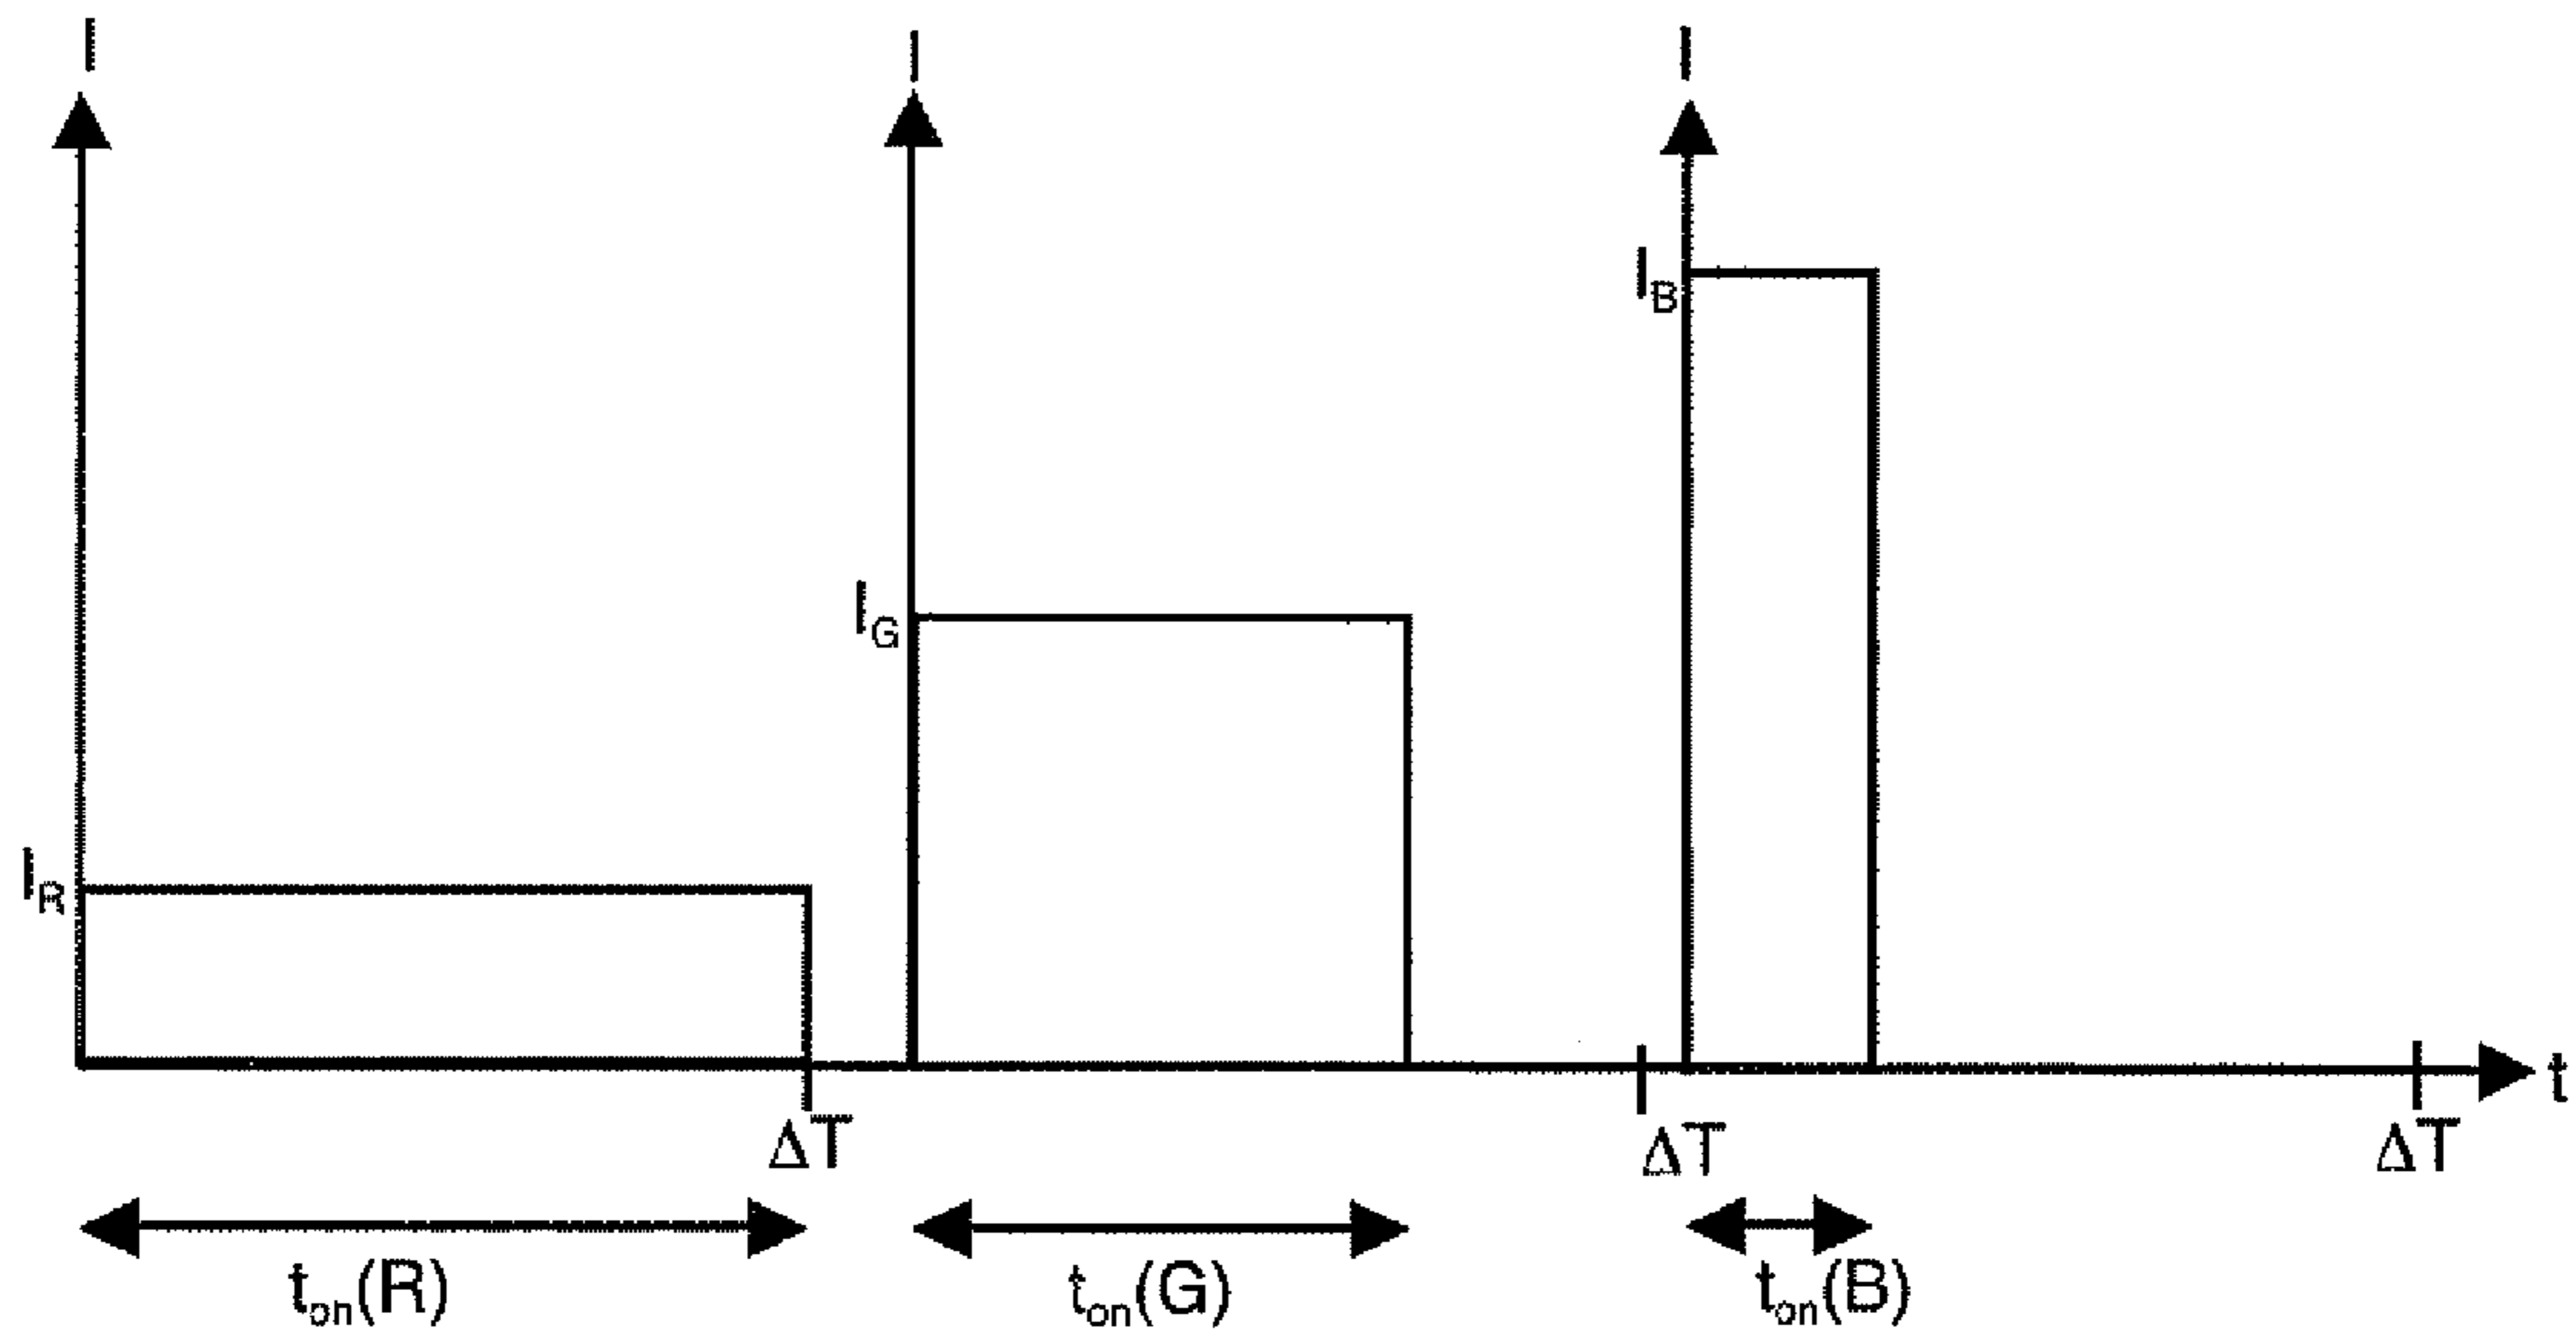 I I I
I_B
I_G
I_R
t
ΔT ΔT ΔT
t_on(R) t_on(G) t_on(B)